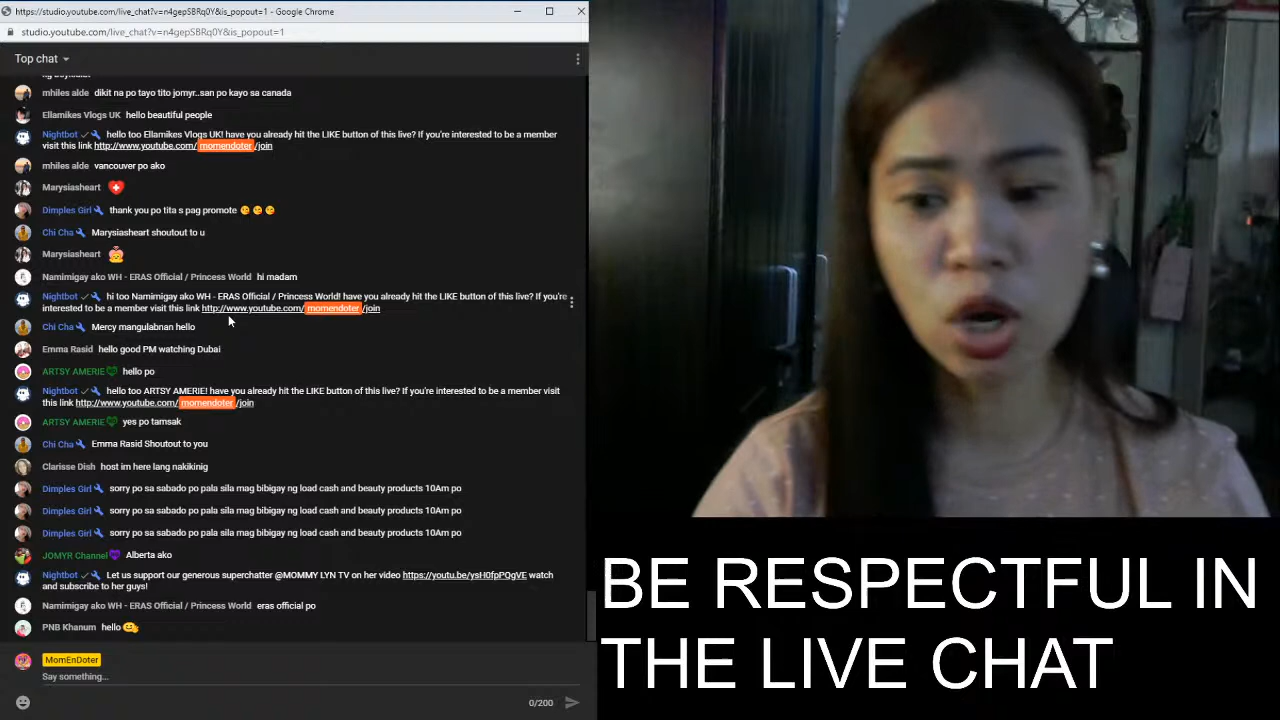 https://studio.youtube.com/live_chat?v=n4gepSBRq0Y&is_popout=1 - Google Chrome
studio.youtube.com/live_chat?v=n4gepSBRq0Y&is_popout=1
Top chat
mhiles alde dikit na po tayo tito jomyr..san po kayo sa canada
Ellamikes Vlogs UK hello beautiful people
Nightbot hello too Ellamikes Vlogs UK! have you already hit the LIKE button of this live? If you're interested to be a member
visit this link http://www.youtube.com/momendoter/join
mhiles alde vancouver po ako
Marysiasheart
Dimples Girl thank you po tita s pag promote 😘 😘 😘
Chi Cha Marysiasheart shoutout to u
Marysiasheart
Namimigay ako WH - ERAS Official / Princess World hi madam
Nightbot hi too Namimigay ako WH - ERAS Official / Princess World! have you already hit the LIKE button of this live? If you're
interested to be a member visit this link http://www.youtube.com/momendoter/join
Chi Cha Mercy mangulabnan hello
Emma Rasid hello good PM watching Dubai
ARTSY AMERIE hello po
Nightbot hello too ARTSY AMERIE! have you already hit the LIKE button of this live? If you're interested to be a member visit
this link http://www.youtube.com/momendoter/join
ARTSY AMERIE yes po tamsak
Chi Cha Emma Rasid Shoutout to you
Clarisse Dish host im here lang nakikinig
Dimples Girl sorry po sa sabado po pala sila mag bibigay ng load cash and beauty products 10Am po
Dimples Girl sorry po sa sabado po pala sila mag bibigay ng load cash and beauty products 10Am po
Dimples Girl sorry po sa sabado po pala sila mag bibigay ng load cash and beauty products 10Am po
JOMYR Channel Alberta ako
Nightbot Let us support our generous superchatter @MOMMY LYN TV on her video https://youtu.be/ysH0fpPQgVE watch
and subscribe to her guys!
Namimigay ako WH - ERAS Official / Princess World eras official po
PNB Khanum hello
MomEnDoter
Say something...
0/200
BE RESPECTFUL IN
THE LIVE CHAT